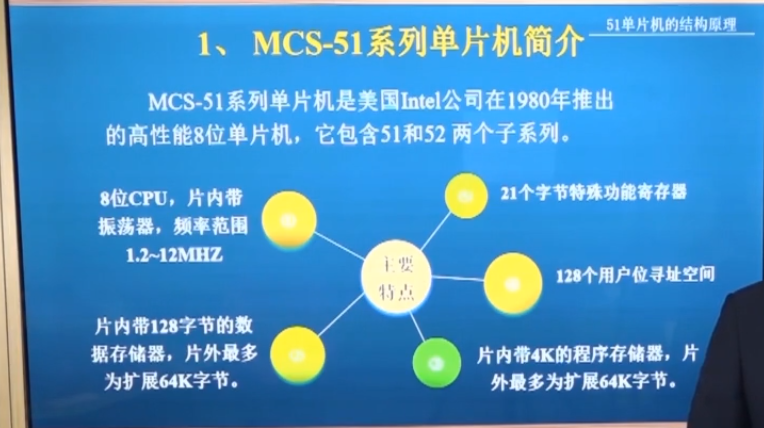 51单片机的结构原理
1、 MCS-51系列单片机简介
MCS-51系列单片机是美国Intel公司在1980年推出
的高性能8位单片机，它包含51和52 两个子系列。
8位CPU，片内带
振荡器，频率范围
1.2~12MHZ
21个字节特殊功能寄存器
主要
特点
128个用户位寻址空间
片内带128字节的数
据存储器，片外最多
为扩展64K字节。
片内带4K的程序存储器，片
外最多为扩展64K字节。